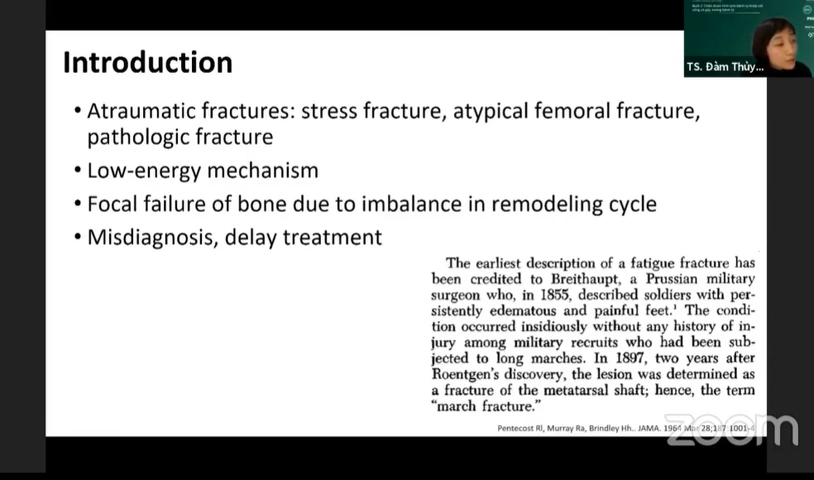 TS. Đàm Thủy...
Introduction
• Atraumatic fractures: stress fracture, atypical femoral fracture,
pathologic fracture
• Low-energy mechanism
• Focal failure of bone due to imbalance in remodeling cycle
• Misdiagnosis, delay treatment
The earliest description of a fatigue fracture has
been credited to Breithaupt, a Prussian military
surgeon who, in 1855, described soldiers with per-
sistently edematous and painful feet.¹ The condi-
tion occurred insidiously without any history of in-
jury among military recruits who had been sub-
jected to long marches. In 1897, two years after
Roentgen's discovery, the lesion was determined as
a fracture of the metatarsal shaft; hence, the term
“march fracture.”
Pentecost Rl, Murray Ra, Brindley Hh.. JAMA. 1964 Mar 28;187:1001-4
zoom